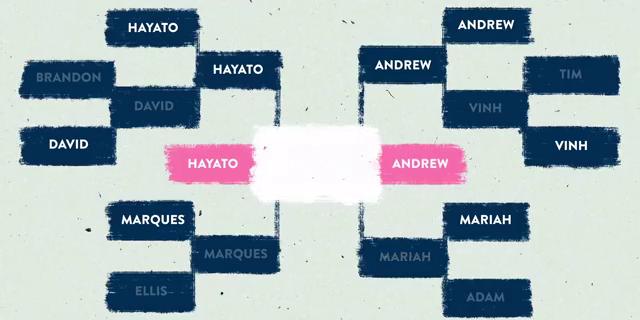 HAYATO
BRANDON
HAYATO
DAVID
DAVID
HAYATO
MARQUES
MARQUES
ELLIS
ANDREW
ANDREW
TIM
VINH
VINH
ANDREW
MARIAH
MARIAH
ADAM